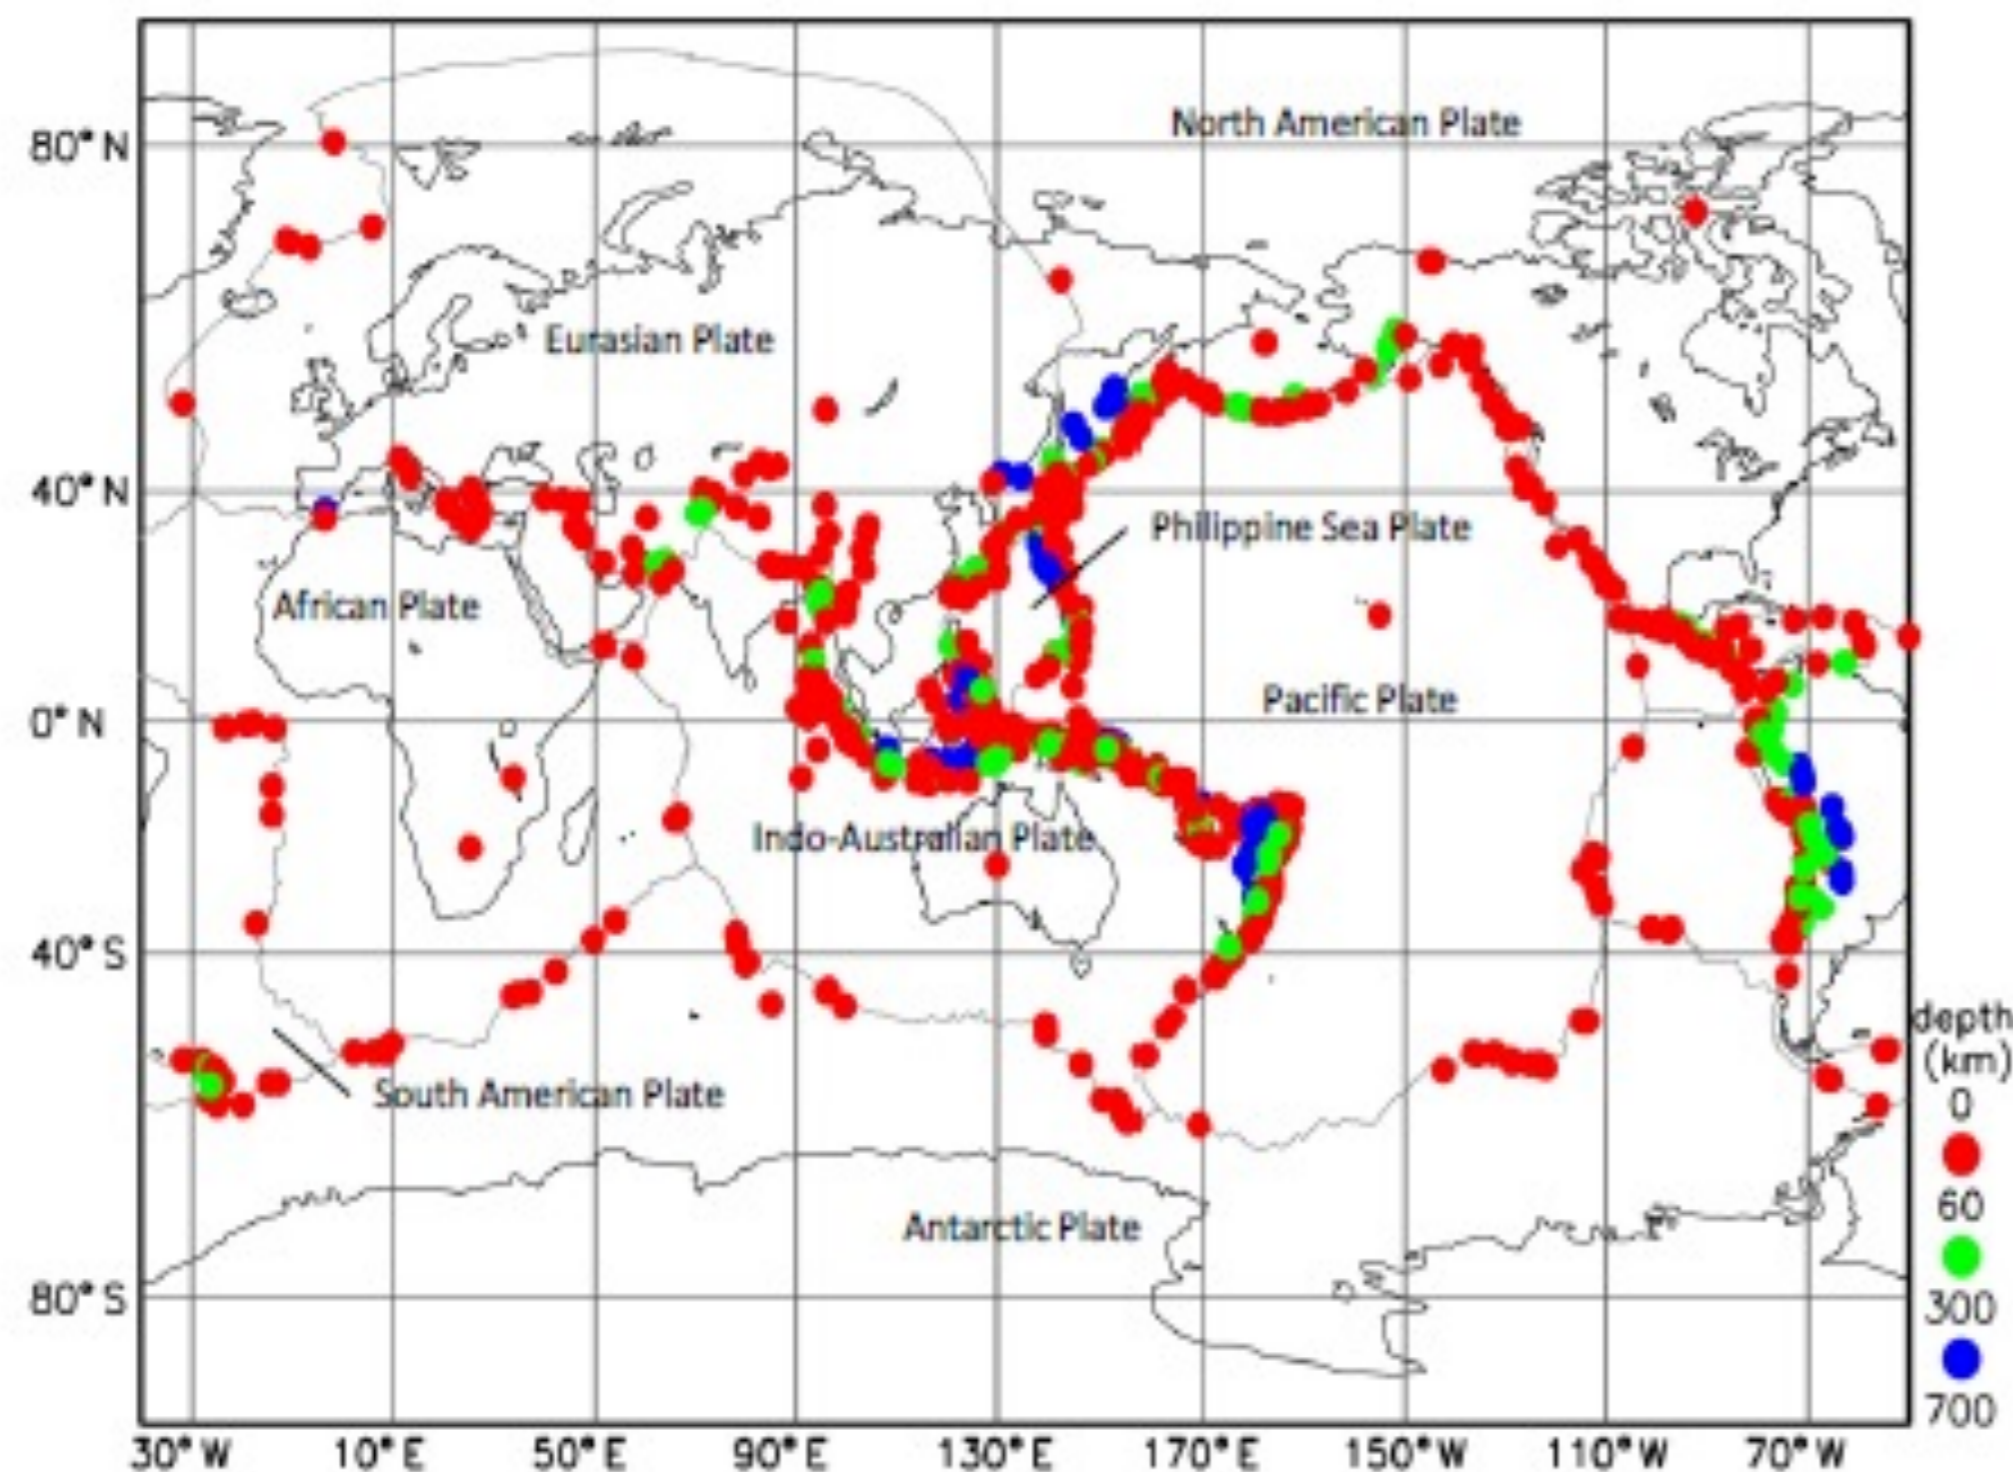 North American Plate
80°N
Eurasian Plate
40°N
Philippine Sea Plate
African Plate
Pacific Plate
0°N
Indo-Australian Plate
40°S
South American Plate
Antarctic Plate
80°S
depth
(km)
0
60
300
700
30°W 10°E 50°E 90°E 130°E 170°E 150°W 110°W 70°W